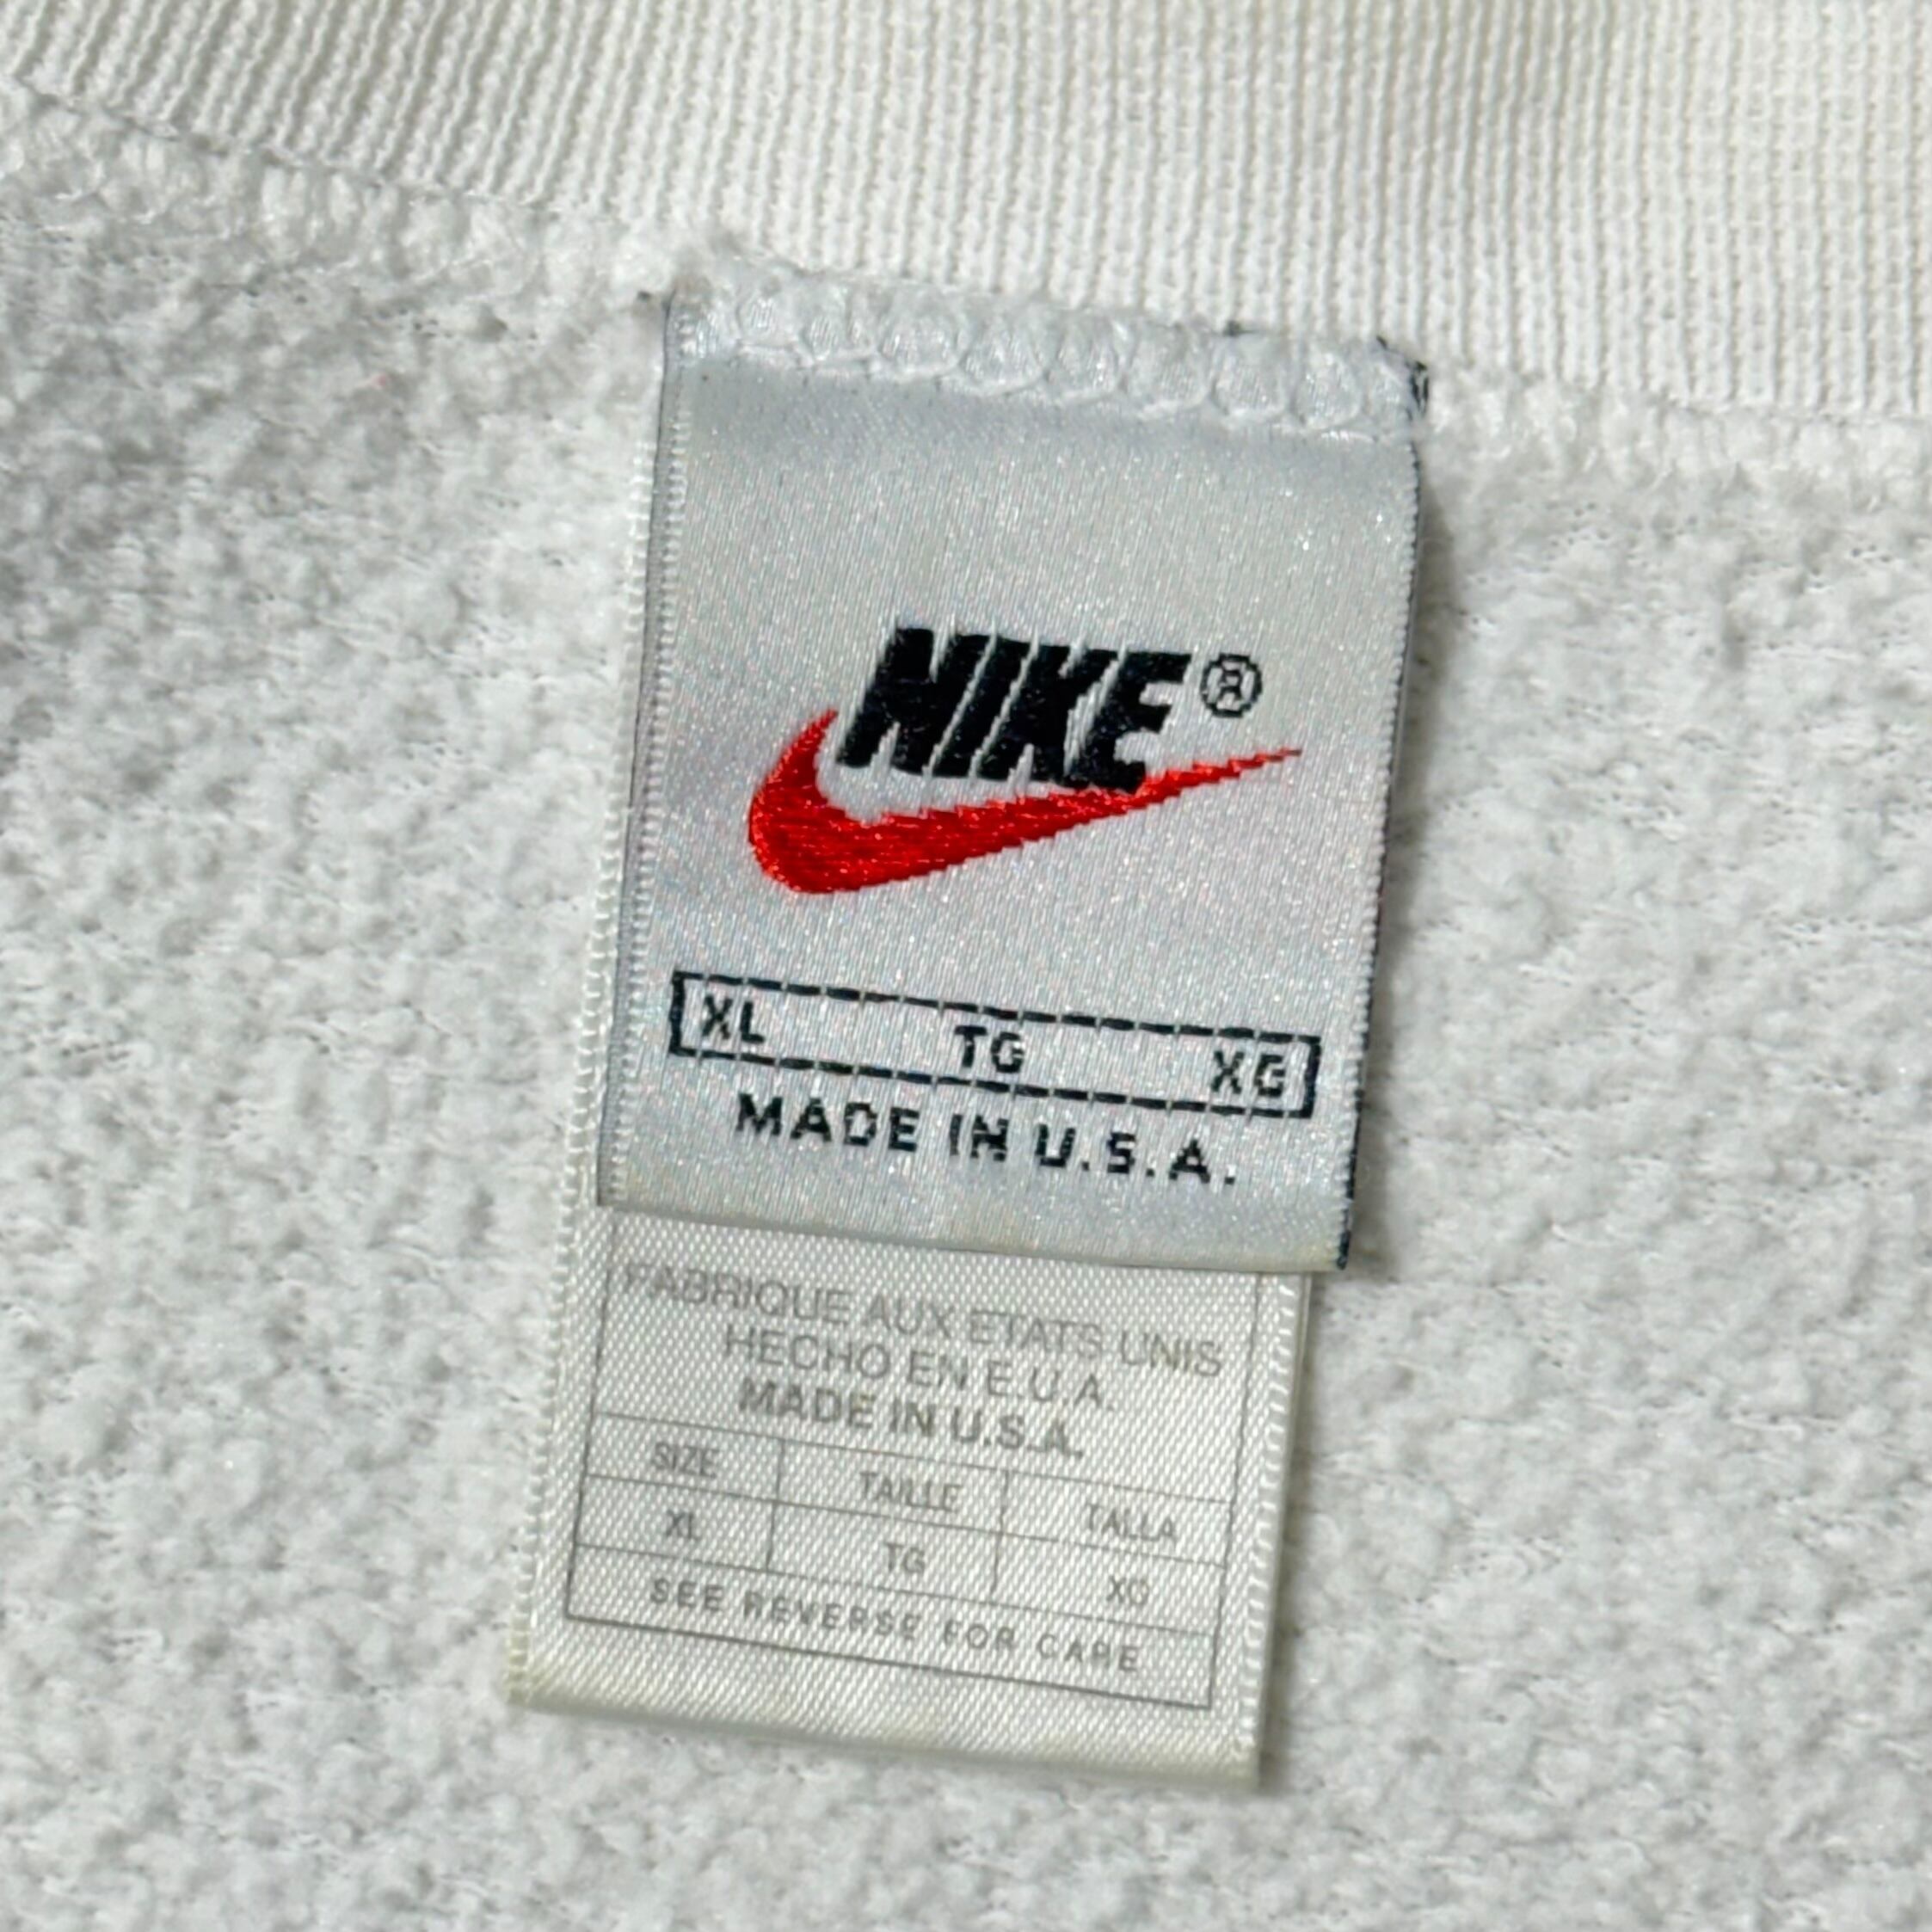 NIKE®
XL TG XG
MADE IN U.S.A.
FABRIQUE AUX ETATS UNIS
HECHO EN E.U.A.
MADE IN U.S.A.
SIZE TAILLE TALLA
XL TG XG
SEE REVERSE FOR CARE